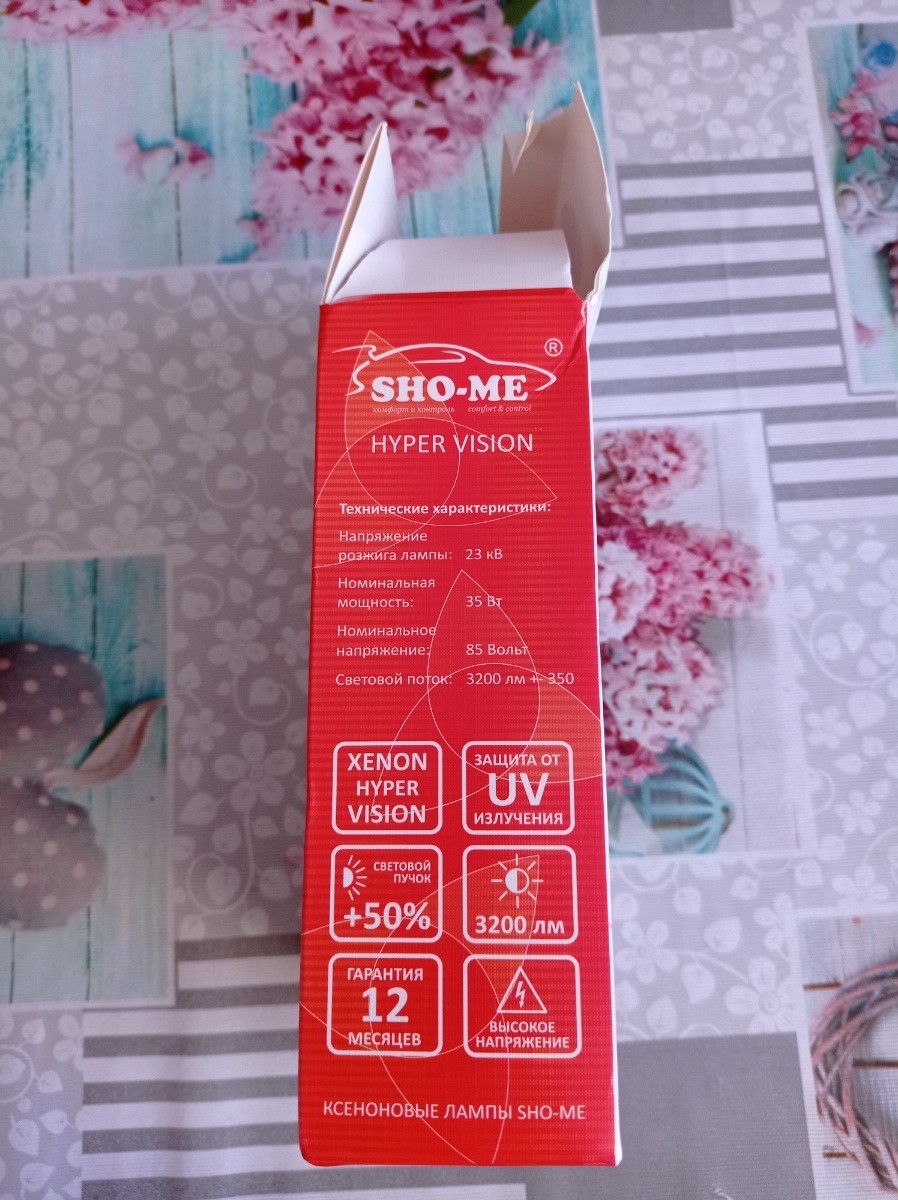 ®
SHO-ME
комфорт и контроль comfort & control
HYPER VISION
Технические характеристики:
Напряжение
розжига лампы: 23 кВ
Номинальная
мощность: 35 Вт
Номинальное
напряжение: 85 Вольт
Световой поток: 3200 лм +- 350
XENON
HYPER
VISION
ЗАЩИТА ОТ
UV
ИЗЛУЧЕНИЯ
СВЕТОВОЙ
ПУЧОК
+50%
3200 лм
ГАРАНТИЯ
12
МЕСЯЦЕВ
ВЫСОКОЕ
НАПРЯЖЕНИЕ
КСЕНОНОВЫЕ ЛАМПЫ SHO-ME